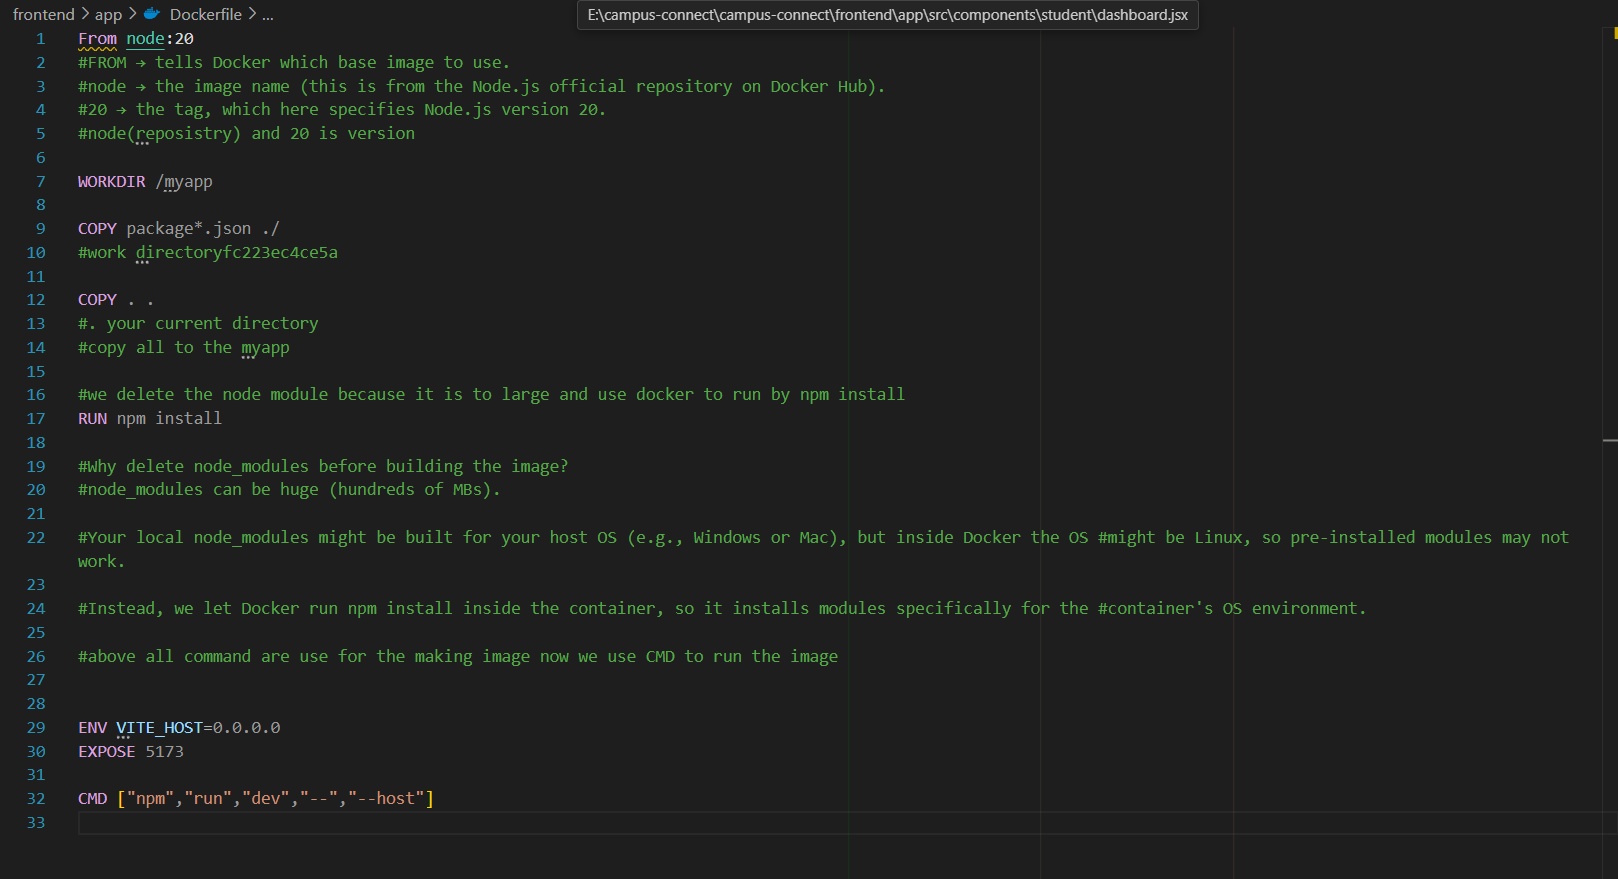 frontend > app > Dockerfile > ...
E:\campus-connect\campus-connect\frontend\app\src\components\student\dashboard.jsx
1 From node:20
2 #FROM → tells Docker which base image to use.
3 #node → the image name (this is from the Node.js official repository on Docker Hub).
4 #20 → the tag, which here specifies Node.js version 20.
5 #node(reposistry) and 20 is version
6
7 WORKDIR /myapp
8
9 COPY package*.json ./
10 #work directoryfc223ec4ce5a
11
12 COPY . .
13 #. your current directory
14 #copy all to the myapp
15
16 #we delete the node module because it is to large and use docker to run by npm install
17 RUN npm install
18
19 #Why delete node_modules before building the image?
20 #node_modules can be huge (hundreds of MBs).
21
22 #Your local node_modules might be built for your host OS (e.g., Windows or Mac), but inside Docker the OS #might be Linux, so pre-installed modules may not
work.
23
24 #Instead, we let Docker run npm install inside the container, so it installs modules specifically for the #container's OS environment.
25
26 #above all command are use for the making image now we use CMD to run the image
27
28
29 ENV VITE_HOST=0.0.0.0
30 EXPOSE 5173
31
32 CMD ["npm","run","dev","--","--host"]
33